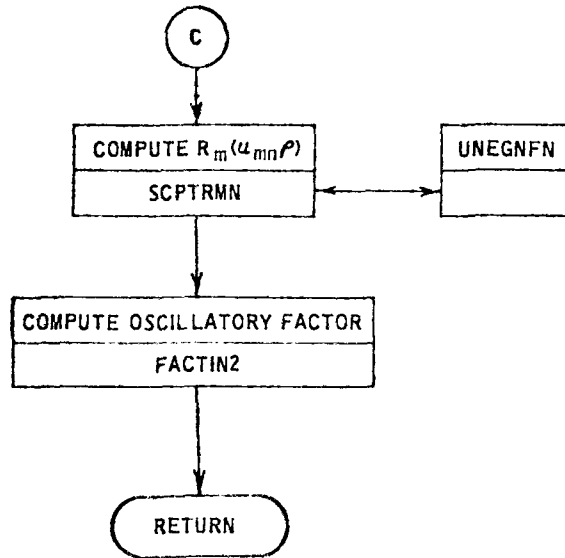 C
COMPUTE R_m(u_mn ρ)
UNEGNFN
SCPTRMN
COMPUTE OSCILLATORY FACTOR
FACTIN2
RETURN